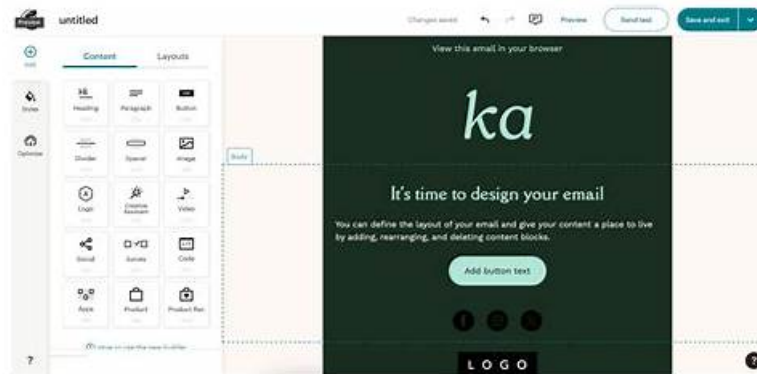 Preview
untitled
Changes saved
Preview
Send test
Save and exit
Add
Styles
Optimize
Content
Layouts
Heading
Paragraph
Button
Divider
Spacer
Image
Logo
Creative Assistant
Video
Social
Survey
Code
Apps
Product
Product Rec
?
Body
View this email in your browser
ka
It's time to design your email
You can define the layout of your email and give your content a place to live
by adding, rearranging, and deleting content blocks.
Add button text
LOGO
?